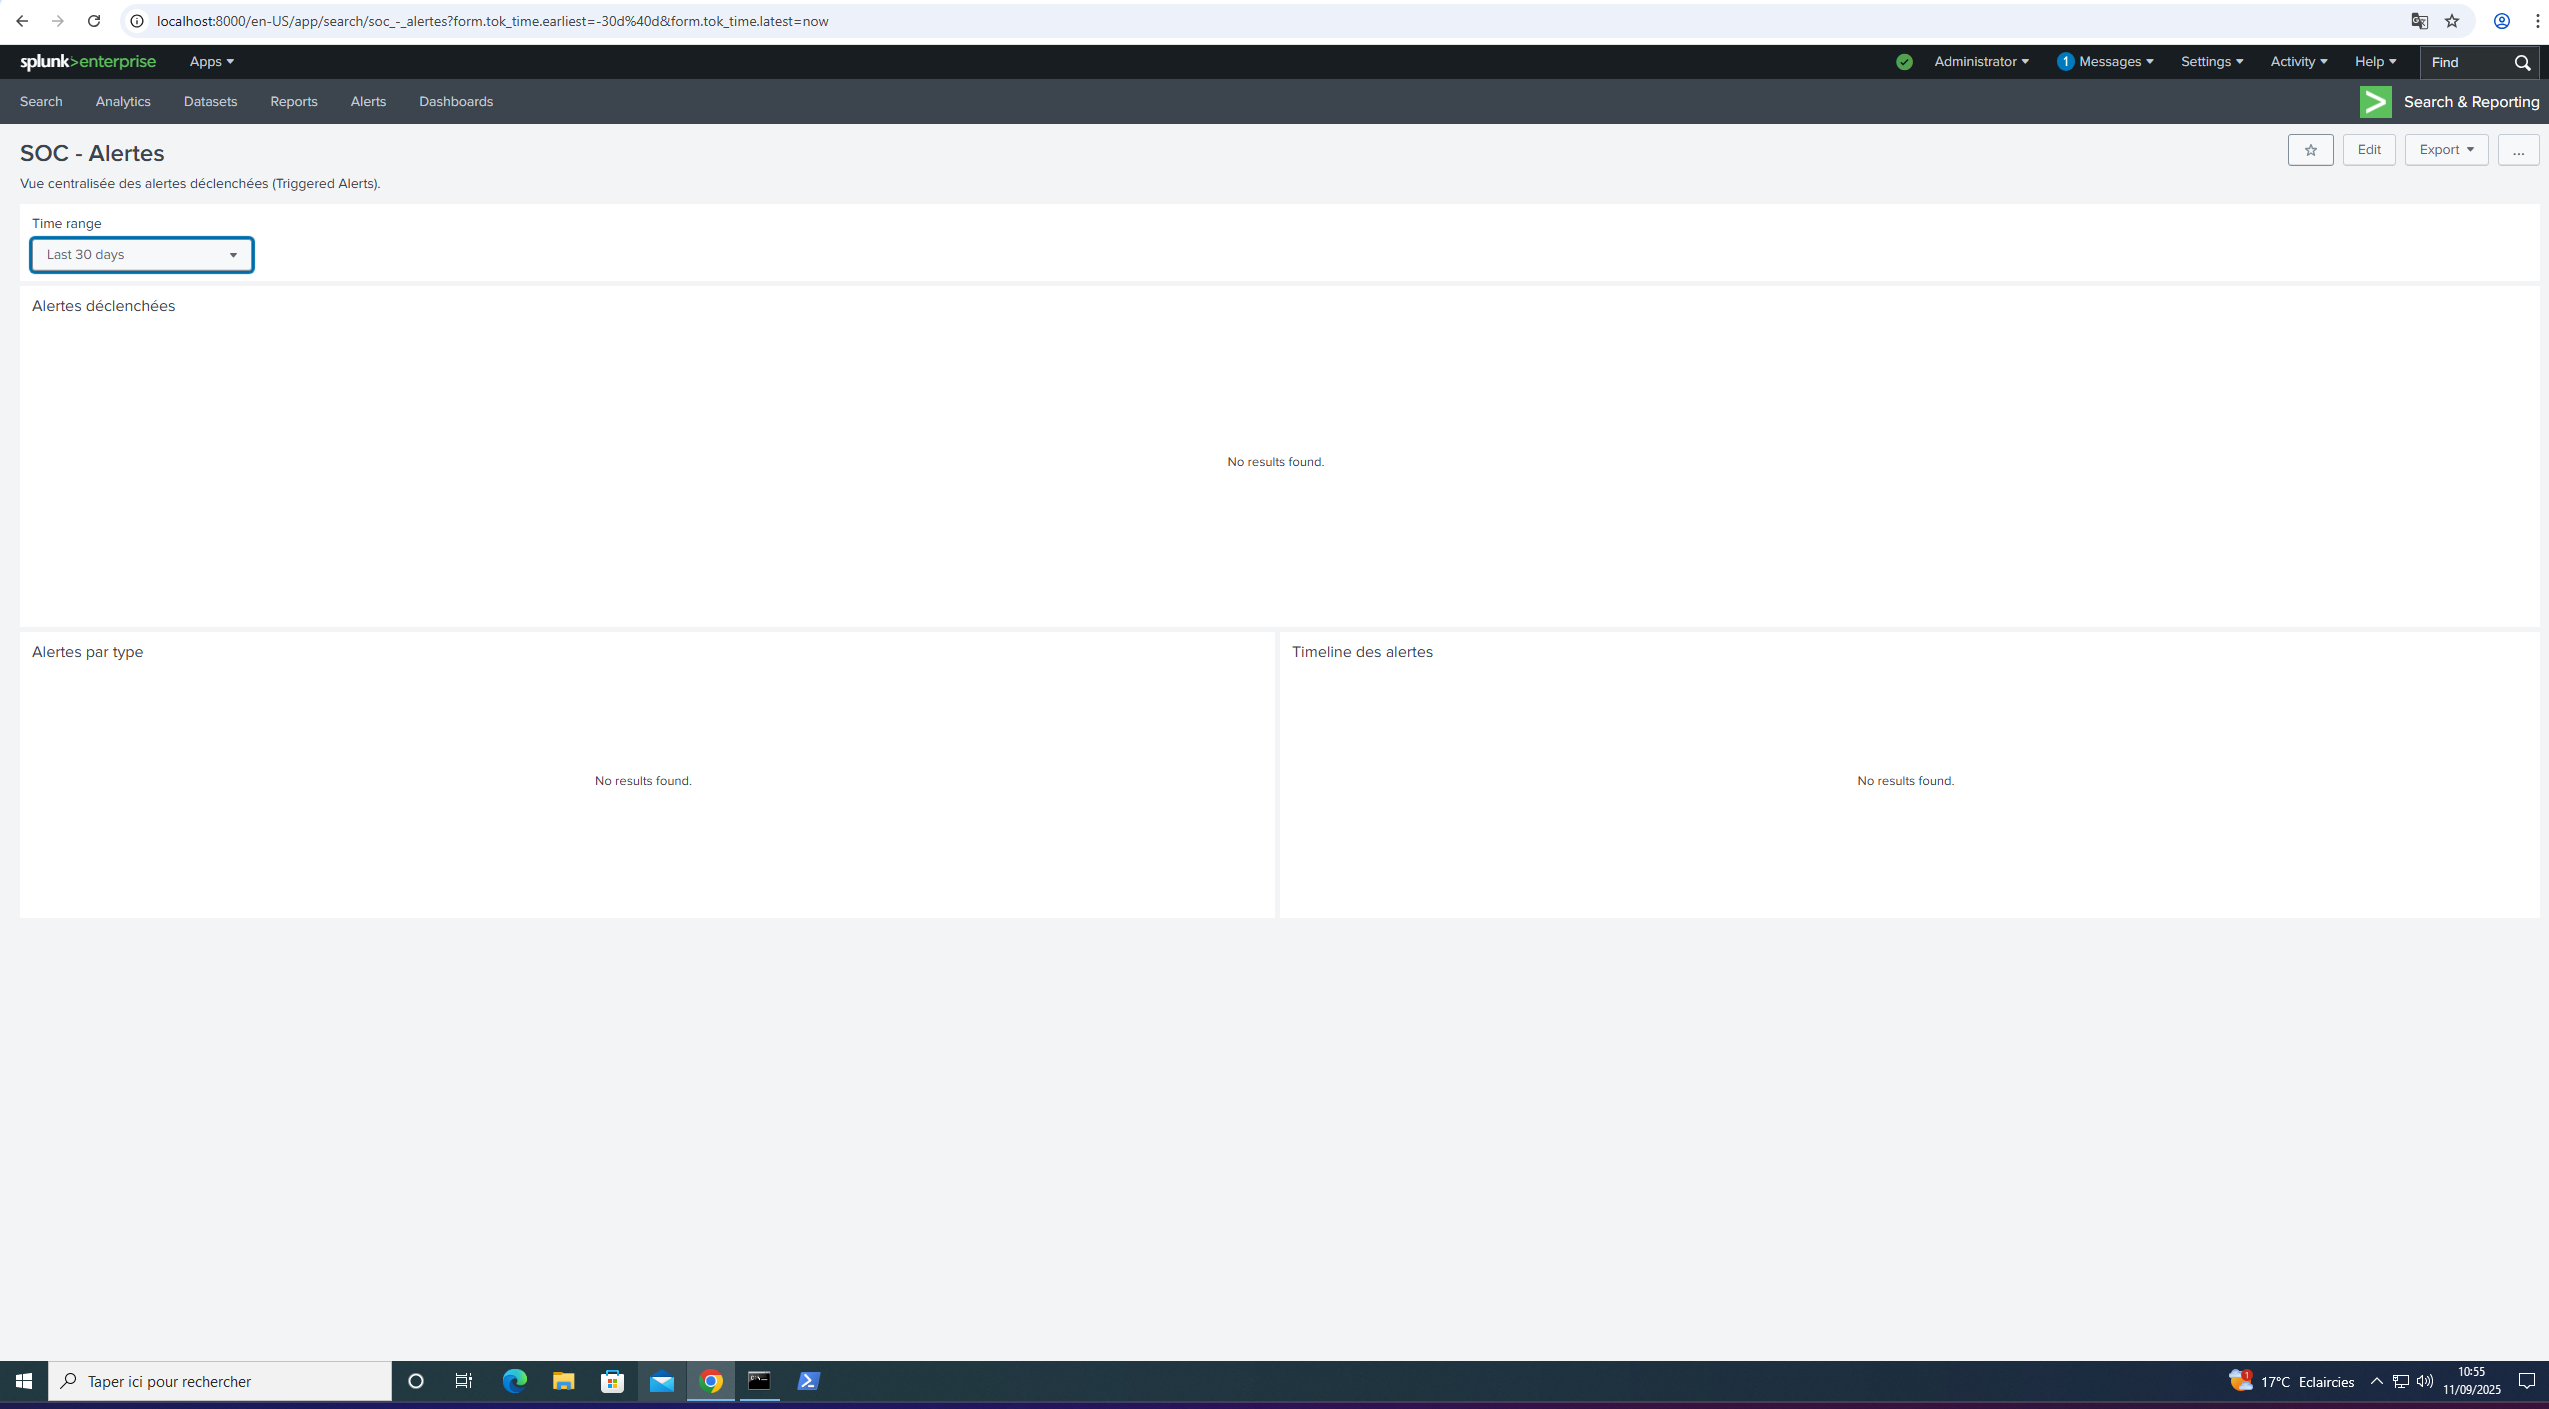 localhost:8000/en-US/app/search/soc_-_alertes?form.tok_time.earliest=-30d%40d&form.tok_time.latest=now
splunk>enterprise Apps Administrator 1 Messages Settings Activity Help Find
Search Analytics Datasets Reports Alerts Dashboards Search & Reporting
SOC - Alertes Edit Export ...
Vue centralisée des alertes déclenchées (Triggered Alerts).
Time range
Last 30 days
Alertes déclenchées
No results found.
Alertes par type Timeline des alertes
No results found. No results found.
Taper ici pour rechercher 1 17°C Eclaircies 10:55
11/09/2025